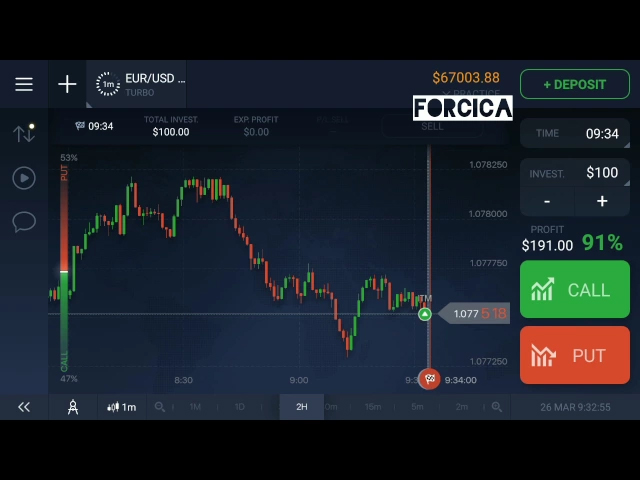 EUR/USD ...
TURBO
1m
$67003.88
PRACTICE
FORCICA
+ DEPOSIT
09:34
TOTAL INVEST.
$100.00
EXP. PROFIT
$0.00
SELL
TIME 09:34
INVEST. $100
- +
PROFIT
$191.00 91%
CALL
PUT
53%
PUT
CALL
47%
1.078250
1.078000
1.077750
1.077518
1.077250
8:30 9:00 9:34:00
1m
1M 1D 2H 15m 5m 2m
26 MAR 9:32:55